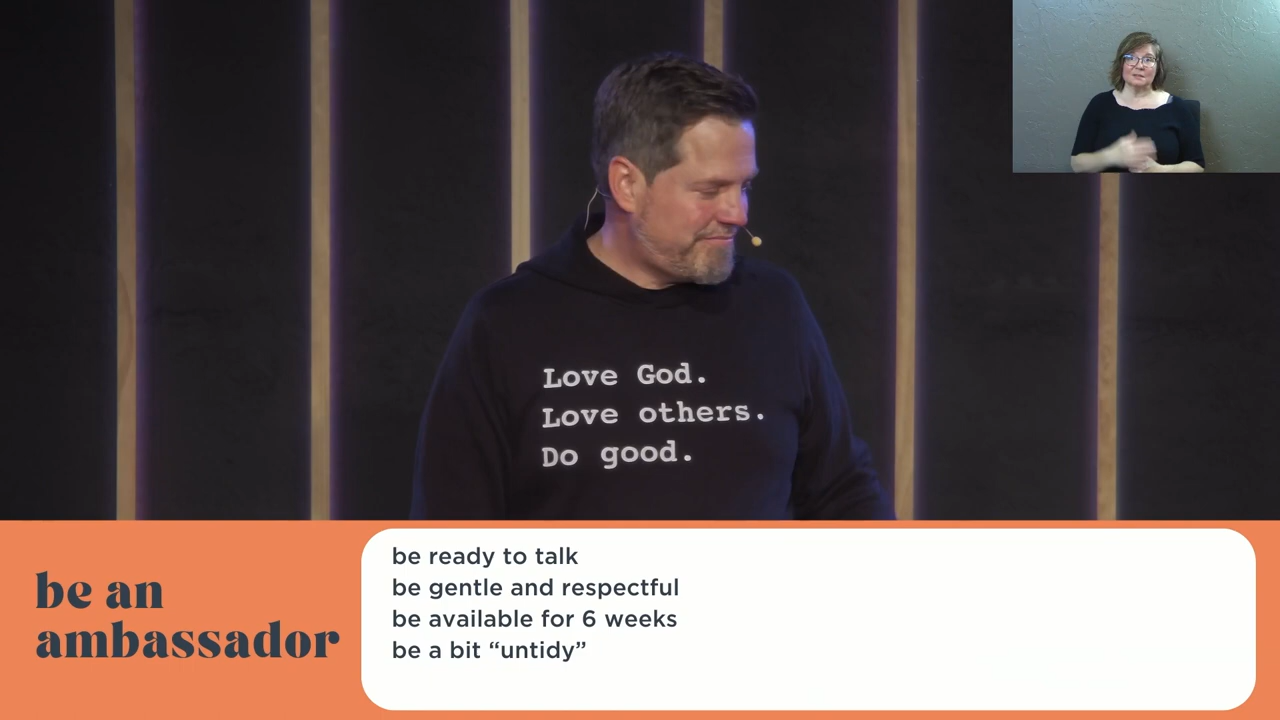 Love God.
Love others.
Do good.
be an
ambassador
be ready to talk
be gentle and respectful
be available for 6 weeks
be a bit “untidy”